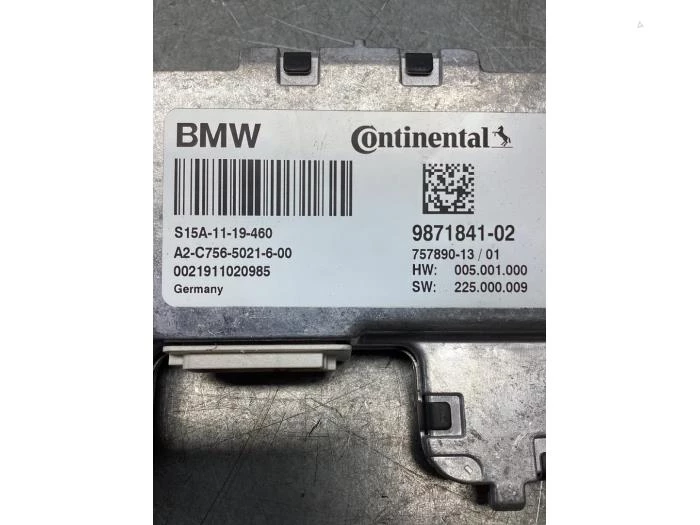 BMW
Continental
S15A-11-19-460
9871841-02
A2-C756-5021-6-00
757890-13 / 01
0021911020985
HW: 005.001.000
Germany
SW: 225.000.009